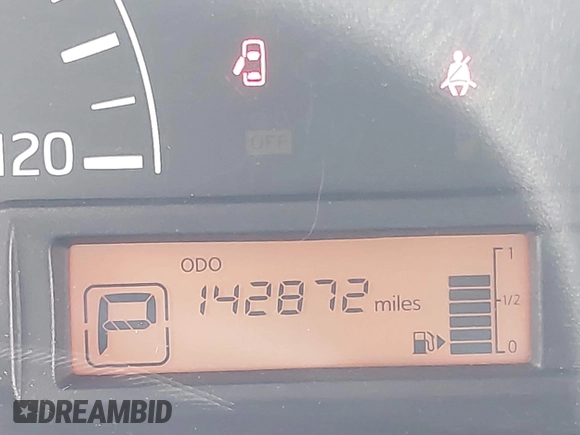 120
OFF
ODO
142872 miles
P
1
1/2
0
DREAMBID